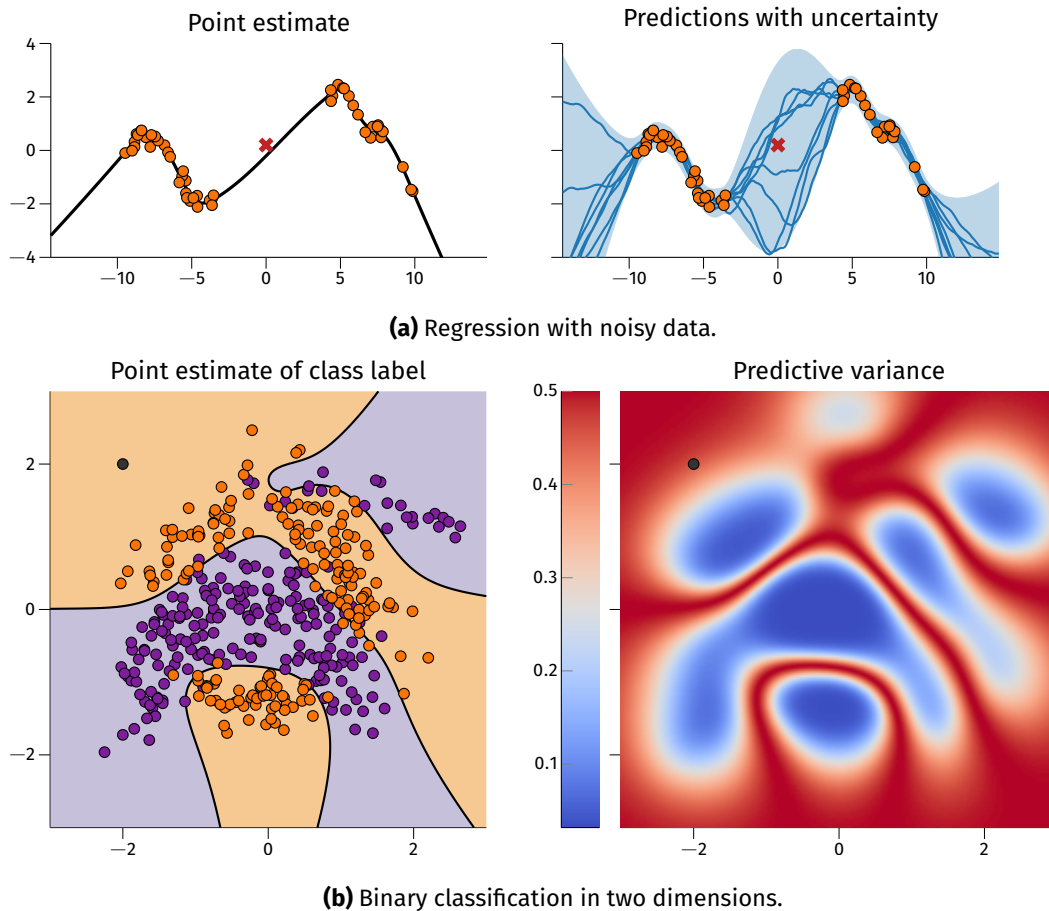 Point estimate
Predictions with uncertainty
4
2
0
−2
−4
−10 −5 0 5 10
−10 −5 0 5 10
(a) Regression with noisy data.
Point estimate of class label
Predictive variance
2
0
−2
−2 0 2
0.5
0.4
0.3
0.2
0.1
−2 0 2
(b) Binary classification in two dimensions.